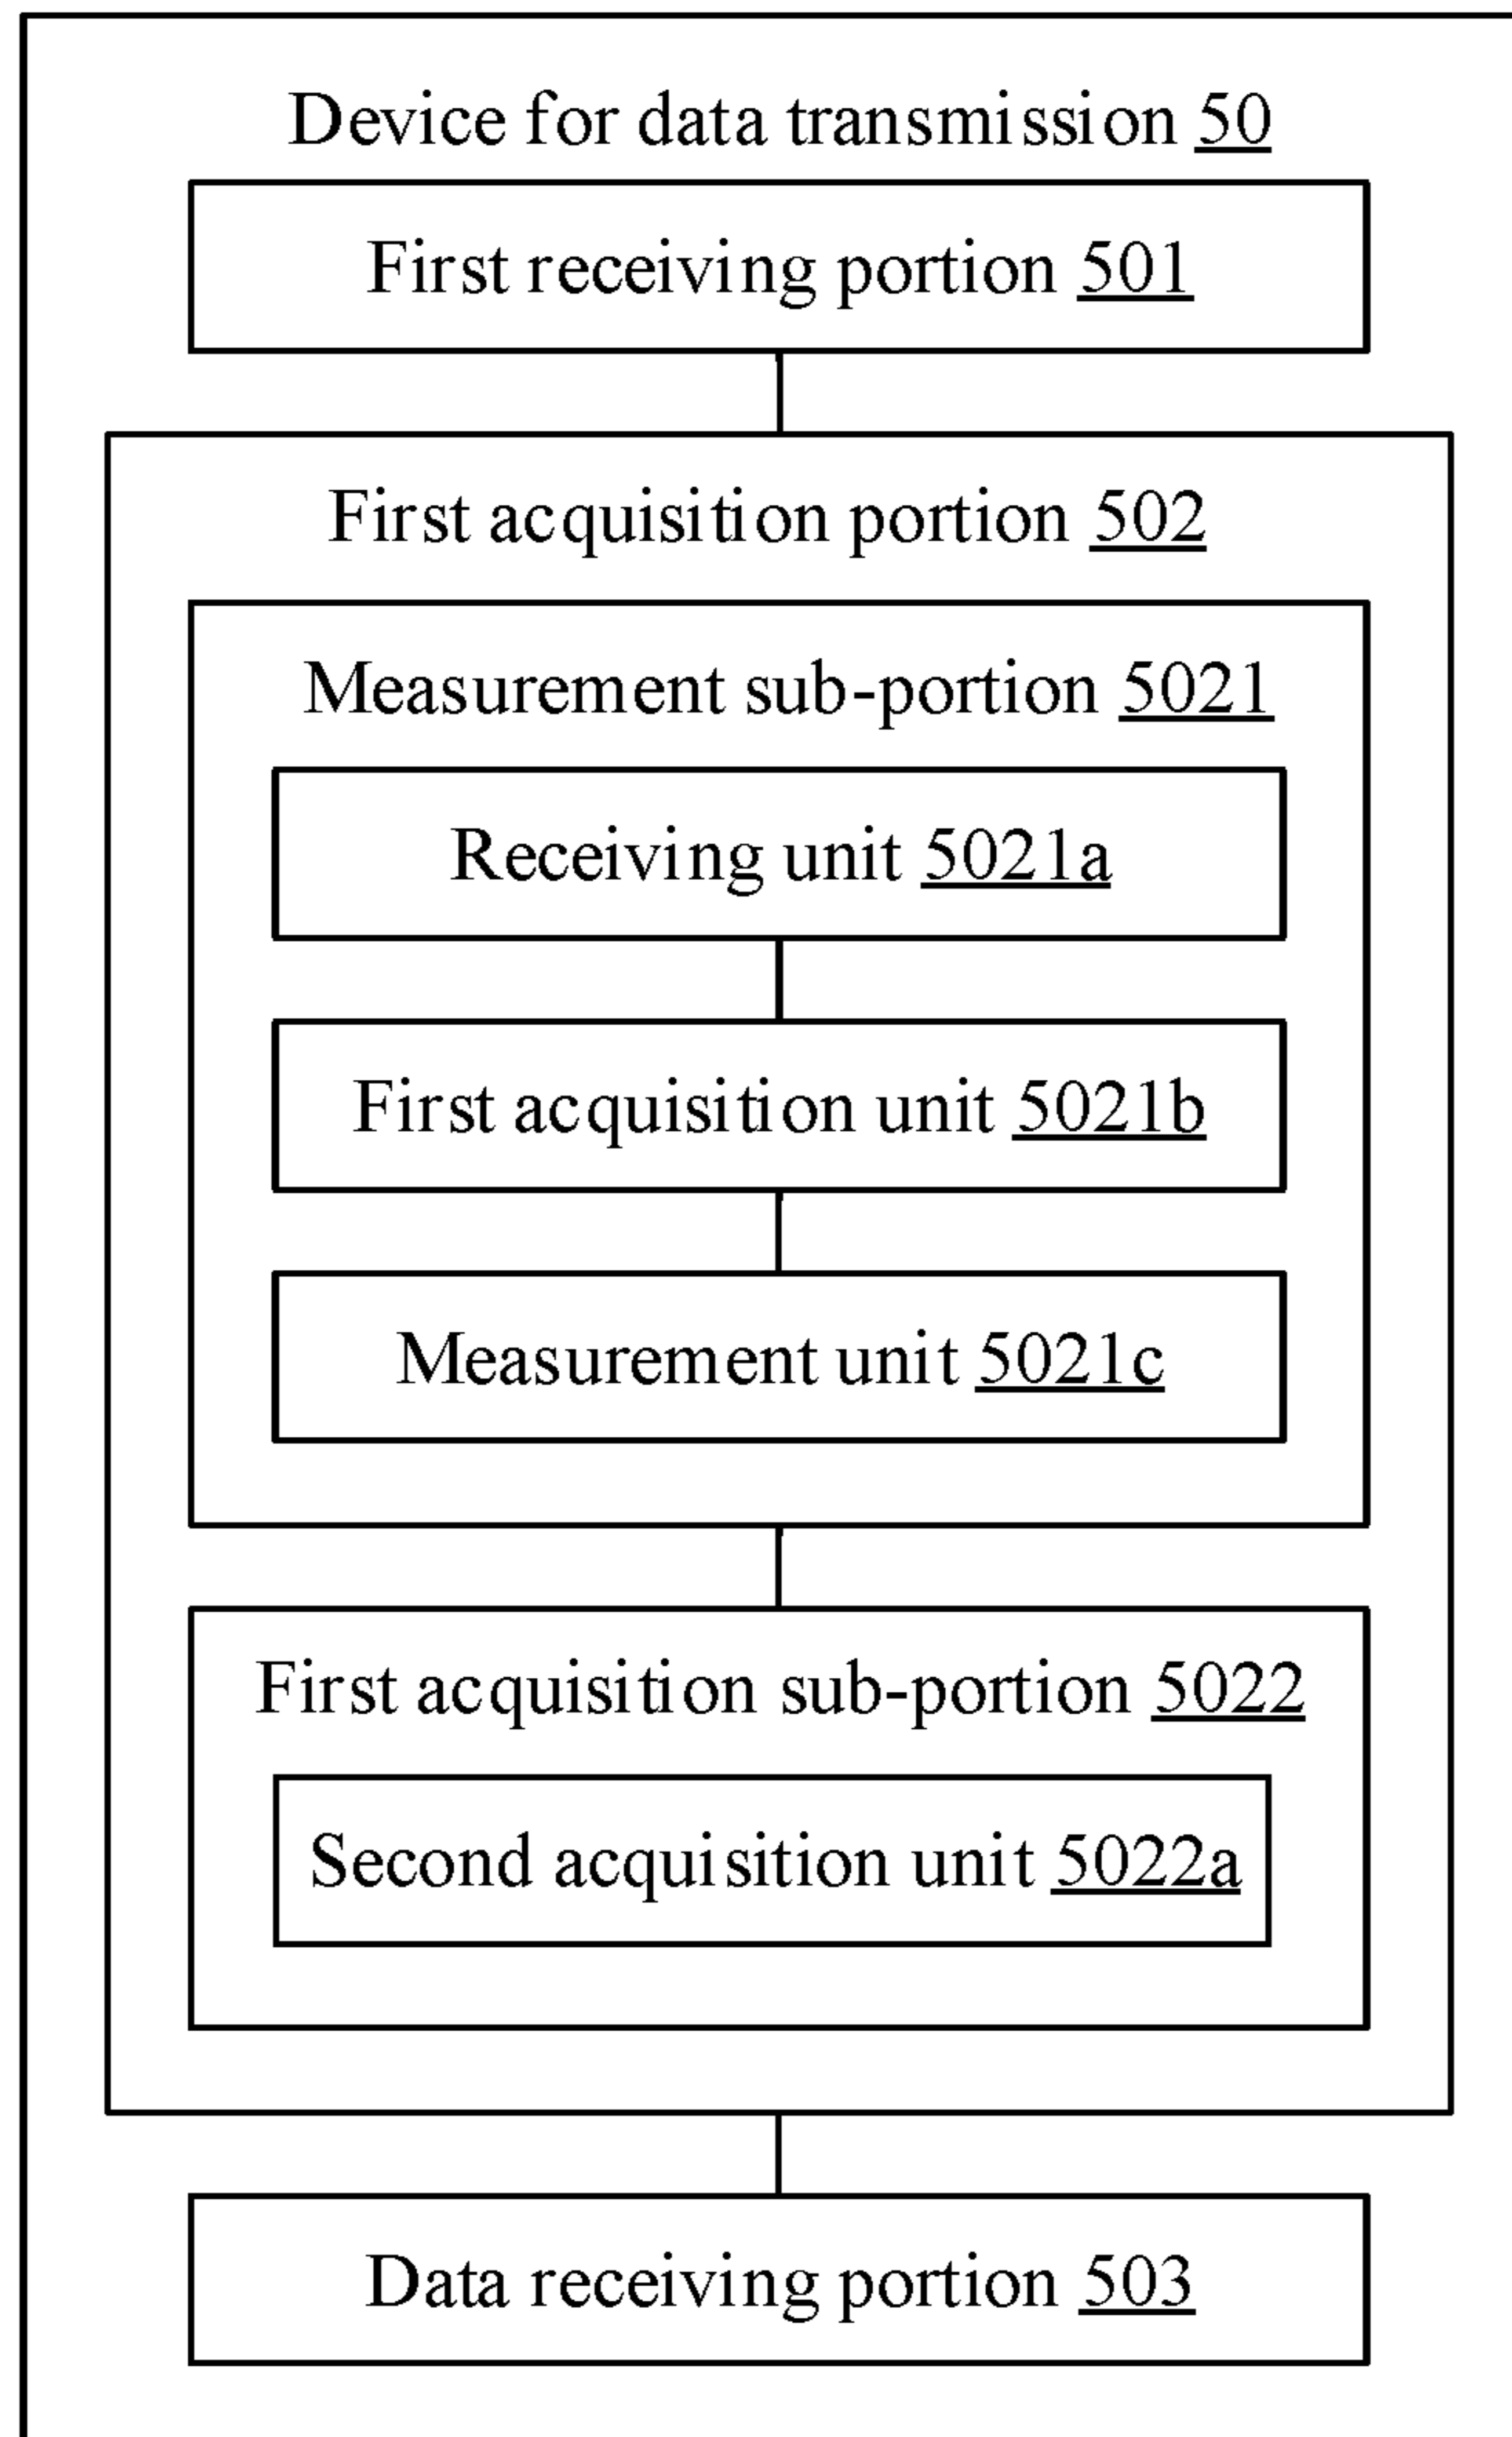 Device for data transmission 50
First receiving portion 501
First acquisition portion 502
Measurement sub-portion 5021
Receiving unit 5021a
First acquisition unit 5021b
Measurement unit 5021c
First acquisition sub-portion 5022
Second acquisition unit 5022a
Data receiving portion 503